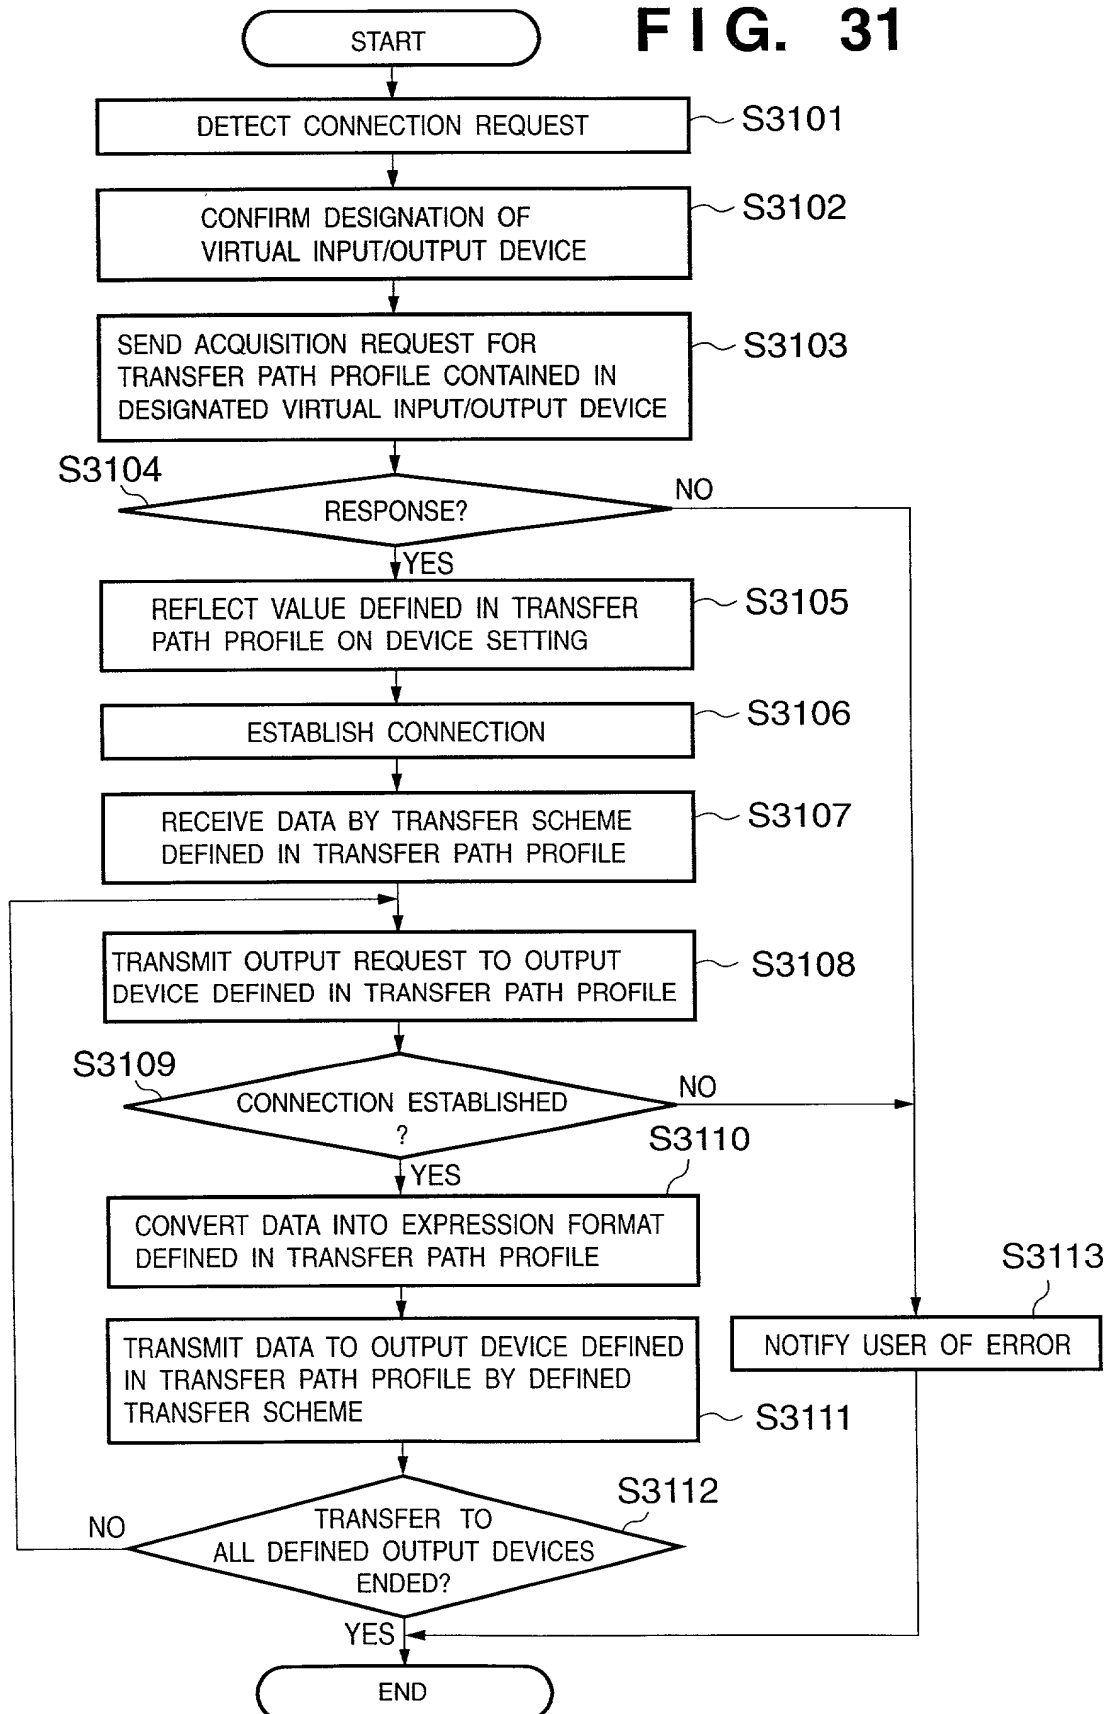 FIG. 31
START
DETECT CONNECTION REQUEST
S3101
CONFIRM DESIGNATION OF
VIRTUAL INPUT/OUTPUT DEVICE
S3102
SEND ACQUISITION REQUEST FOR
TRANSFER PATH PROFILE CONTAINED IN
DESIGNATED VIRTUAL INPUT/OUTPUT DEVICE
S3103
S3104
RESPONSE?
NO
YES
REFLECT VALUE DEFINED IN TRANSFER
PATH PROFILE ON DEVICE SETTING
S3105
ESTABLISH CONNECTION
S3106
RECEIVE DATA BY TRANSFER SCHEME
DEFINED IN TRANSFER PATH PROFILE
S3107
TRANSMIT OUTPUT REQUEST TO OUTPUT
DEVICE DEFINED IN TRANSFER PATH PROFILE
S3108
S3109
CONNECTION ESTABLISHED
?
NO
YES
S3110
CONVERT DATA INTO EXPRESSION FORMAT
DEFINED IN TRANSFER PATH PROFILE
S3113
NOTIFY USER OF ERROR
TRANSMIT DATA TO OUTPUT DEVICE DEFINED
IN TRANSFER PATH PROFILE BY DEFINED
TRANSFER SCHEME
S3111
S3112
TRANSFER TO
ALL DEFINED OUTPUT DEVICES
ENDED?
NO
YES
END